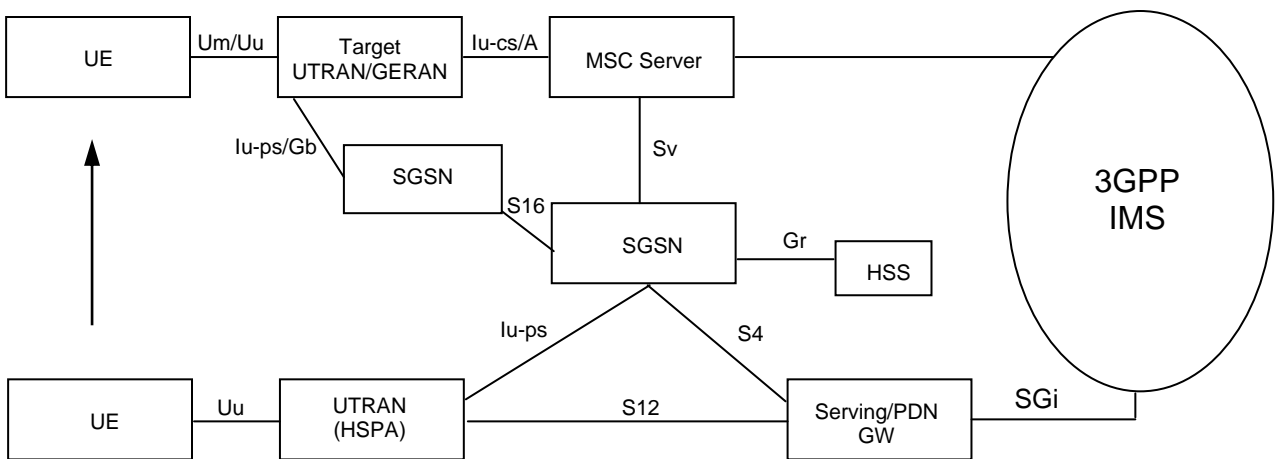 UE
Um/Uu
Target
UTRAN/GERAN
Iu-cs/A
MSC Server
Iu-ps/Gb
SGSN
Sv
S16
SGSN
Gr
HSS
3GPP
IMS
Iu-ps
S4
UE
Uu
UTRAN
(HSPA)
S12
Serving/PDN
GW
SGi